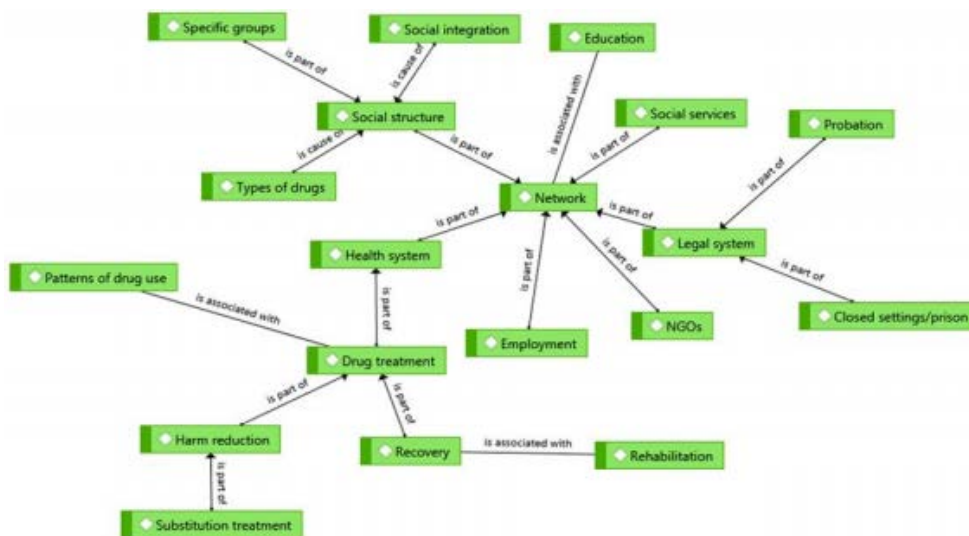 Specific groups
Social integration
Education
is part of
is cause of
is associated with
Social structure
Social services
Probation
is cause of
is part of
is part of
is part of
Types of drugs
Network
is part of
is part of
Legal system
Health system
is part of
is part of
is part of
Patterns of drug use
is associated with
is part of
Closed settings/prison
NGOs
Employment
Drug treatment
is part of
is part of
Harm reduction
Recovery
is associated with
Rehabilitation
is part of
Substitution treatment